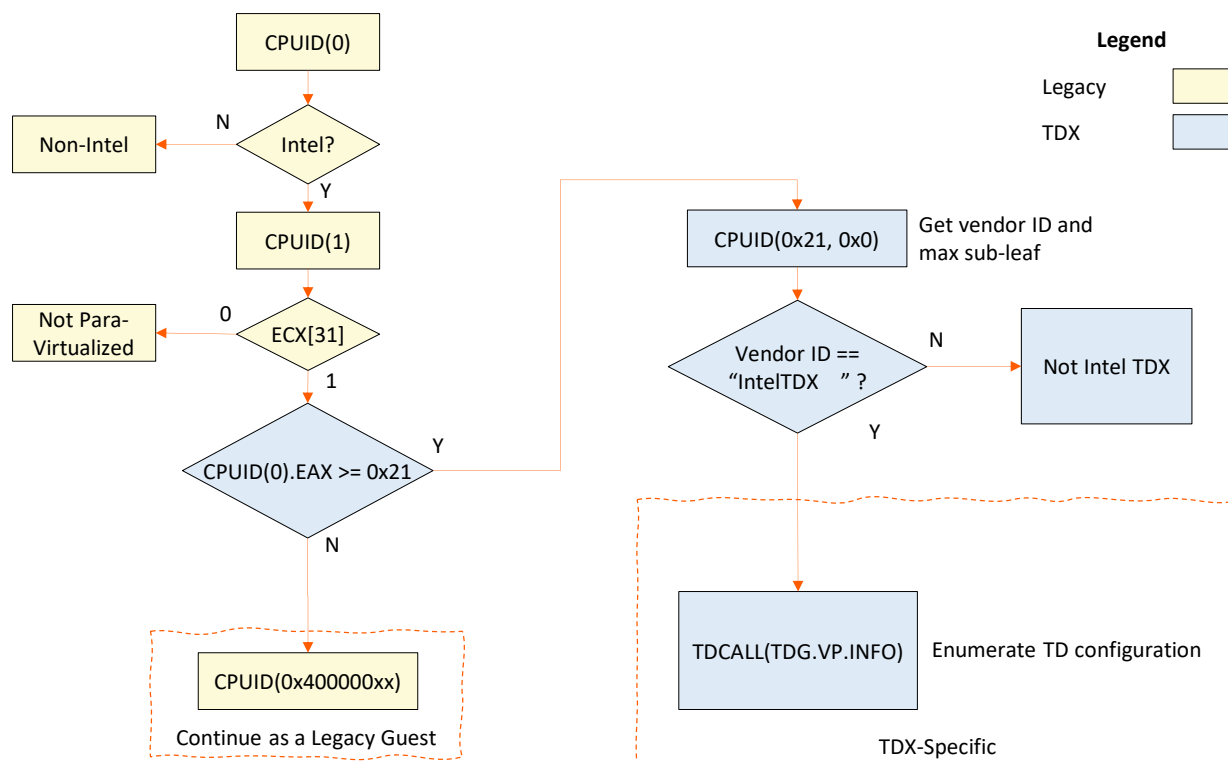 CPUID(0)
Legend
Legacy
TDX
N
Non-Intel
Intel?
Y
CPUID(1)
CPUID(0x21, 0x0)
Get vendor ID and
max sub-leaf
0
Not Para-
Virtualized
ECX[31]
1
Vendor ID ==
“IntelTDX    ” ?
N
Not Intel TDX
Y
Y
CPUID(0).EAX >= 0x21
N
TDCALL(TDG.VP.INFO)
Enumerate TD configuration
CPUID(0x400000xx)
Continue as a Legacy Guest
TDX-Specific